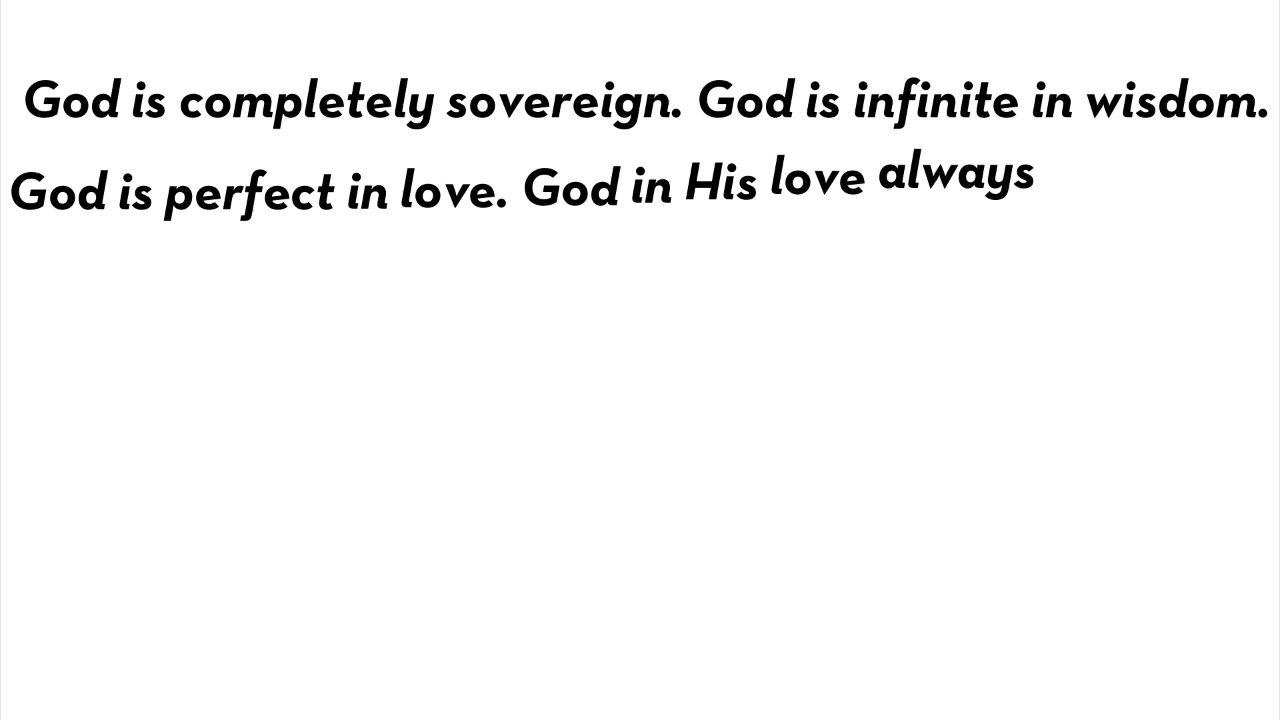 God is completely sovereign. God is infinite in wisdom.
God is perfect in love. God in His love always